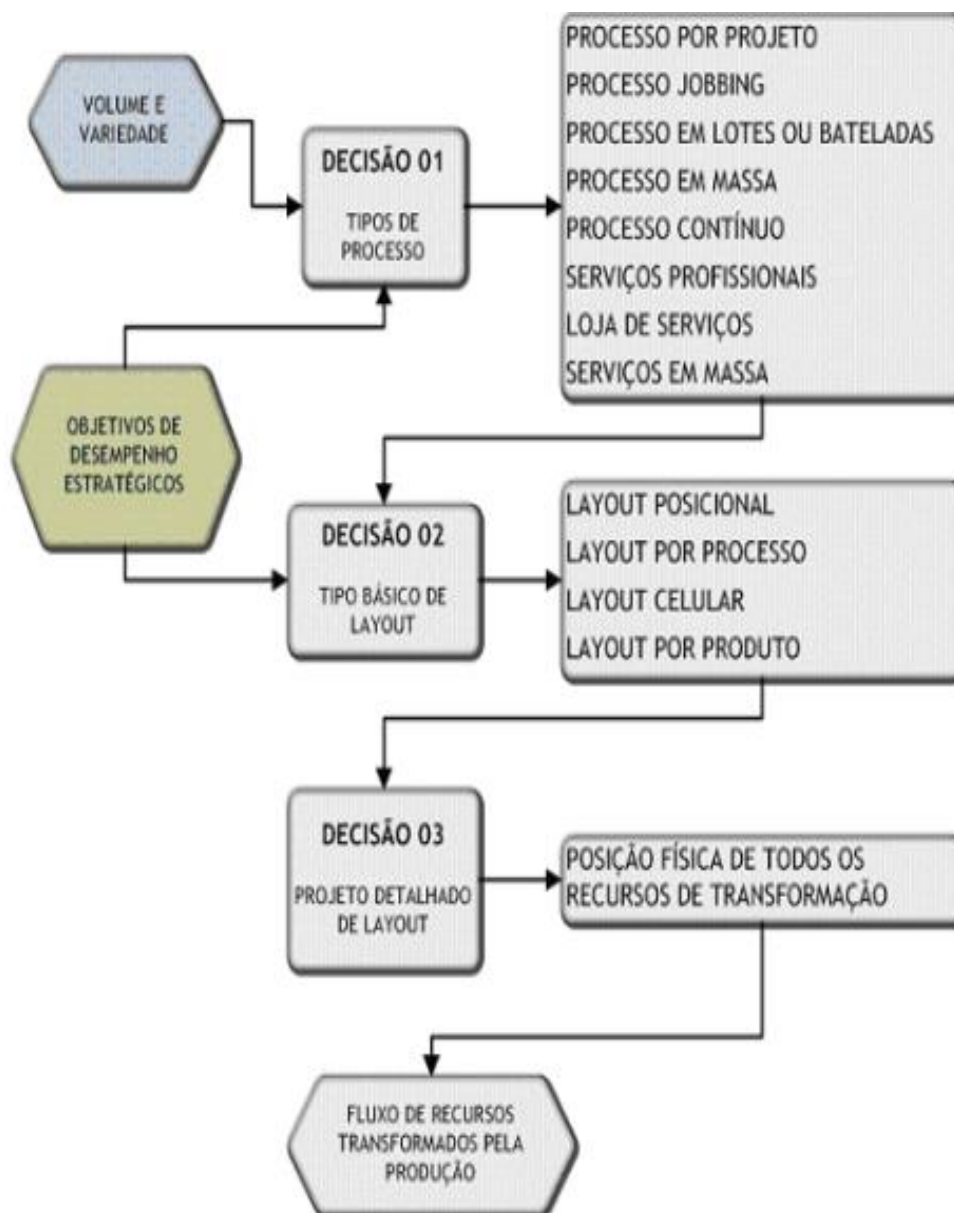 VOLUME E
VARIEDADE
DECISÃO 01
TIPOS DE
PROCESSO
PROCESSO POR PROJETO
PROCESSO JOBBING
PROCESSO EM LOTES OU BATELADAS
PROCESSO EM MASSA
PROCESSO CONTÍNUO
SERVIÇOS PROFISSIONAIS
LOJA DE SERVIÇOS
SERVIÇOS EM MASSA
OBJETIVOS DE
DESEMPENHO
ESTRATÉGICOS
DECISÃO 02
TIPO BÁSICO DE
LAYOUT
LAYOUT POSICIONAL
LAYOUT POR PROCESSO
LAYOUT CELULAR
LAYOUT POR PRODUTO
DECISÃO 03
PROJETO DETALHADO
DE LAYOUT
POSIÇÃO FÍSICA DE TODOS OS
RECURSOS DE TRANSFORMAÇÃO
FLUXO DE RECURSOS
TRANSFORMADOS PELA
PRODUÇÃO